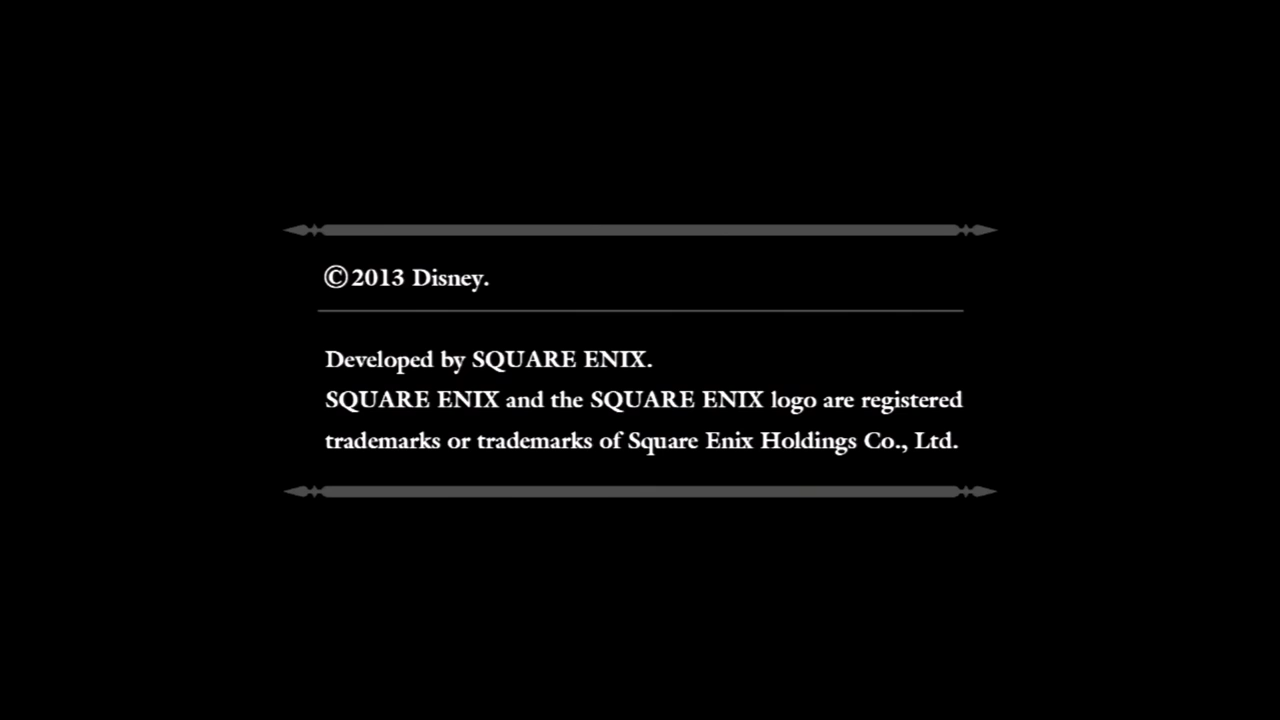 ©2013 Disney.
Developed by SQUARE ENIX.
SQUARE ENIX and the SQUARE ENIX logo are registered
trademarks or trademarks of Square Enix Holdings Co., Ltd.